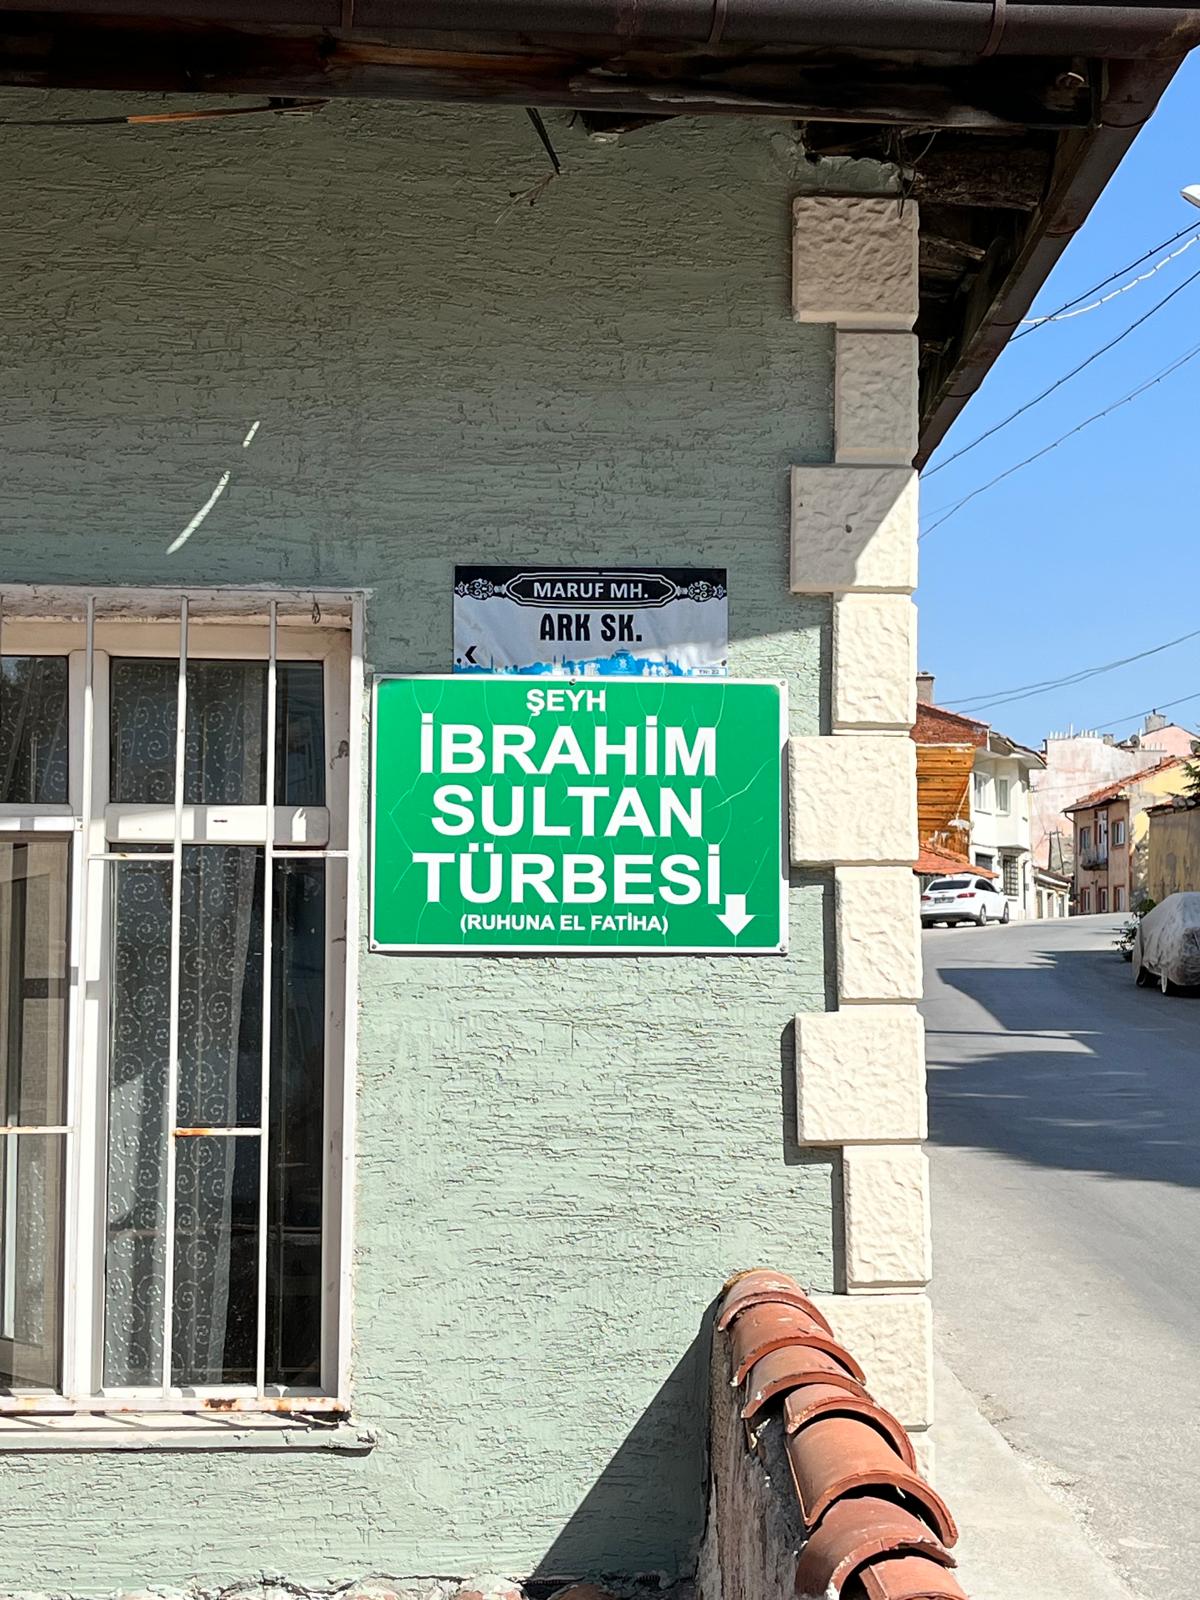 MARUF MH.
ARK SK.
ŞEYH
İBRAHİM
SULTAN
TÜRBESİ
(RUHUNA EL FATİHA)